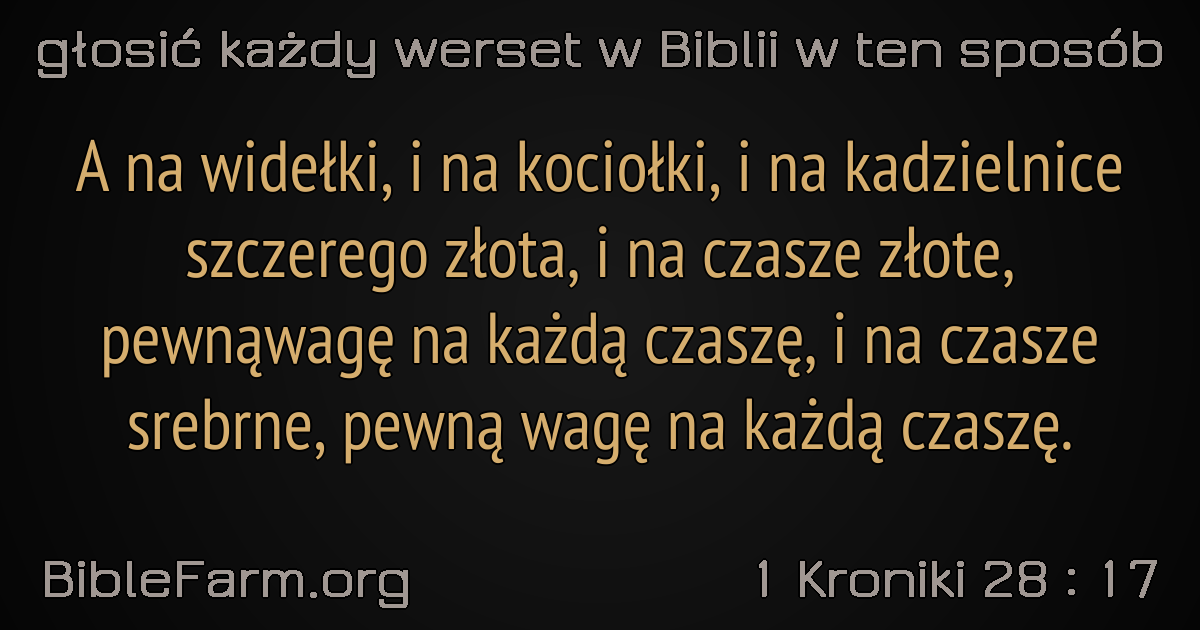 głosić każdy werset w Biblii w ten sposób
A na widełki, i na kociołki, i na kadzielnice
szczerego złota, i na czasze złote,
pewnąwagę na każdą czaszę, i na czasze
srebrne, pewną wagę na każdą czaszę.
BibleFarm.org
1 Kroniki 28 : 17